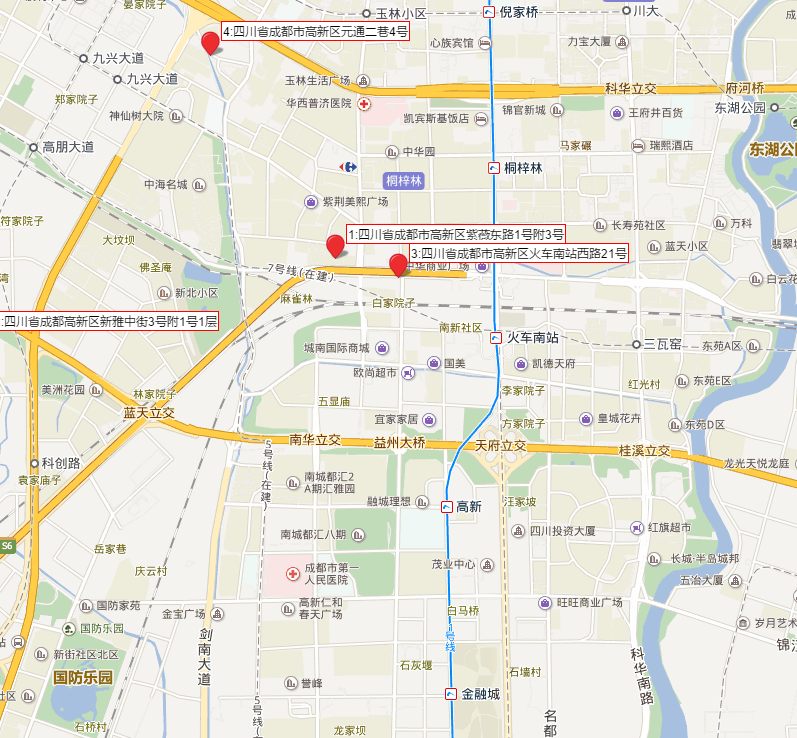 晏家院子
玉林小区
倪家桥
川大
4:四川省成都市高新区元通二巷4号
心族宾馆
力宝大厦
九兴大道
九兴大道
玉林生活广场
科华立交
府河桥
郑家院子
华西普济医院
锦官新城
王府井百货
东湖公园
神仙树大院
凯宾斯基饭店
高朋大道
中华园
马家碾
瑞熙酒店
东湖公
桐梓林
桐梓林
中海名城
紫荆美熙广场
符家院子
长寿苑社区
万科
1:四川省成都市高新区紫薇东路1号附3号
大坟坝
蓝天小区
翡翠城
3:四川省成都市高新区火车南站西路21号
佛圣庵
7号线(在建)
中华商业广场
白云花
新北小区
麻雀林
白家院子
:四川省成都高新区新雅中街3号附1号1层
南新社区
火车南站
三瓦窑
东苑A区
城南国际商城
国美
凯德天府
欧尚超市
美洲花园
红光村
东苑E区
林家院子
五显庙
李家院子
蓝天立交
宜家家居
方家院子
皇城花卉
东苑D区
南华立交
益州大桥
天府立交
桂溪立交
科创路
5号线(在建)
龙光天悦龙庭
袁家庙子
南城都汇2
A期汇雅园
融城理想
汪家坡
高新
南城都汇八期
四川投资大厦
红旗超市
S6
岳家巷
茂业中心
长城·半岛城邦
庆云村
成都市第一
人民医院
五治大厦
国防家苑
金宝广场
高新仁和
春天广场
白马桥
旺旺商业广场
国防乐园
1号线
岁月艺术
站
剑南大道
锦江
新街社区北区
石灰堰
石墙村
科华南路
国防乐园
誉峰
金融城
社区
5号线(
名都
石桥村
龙家坝